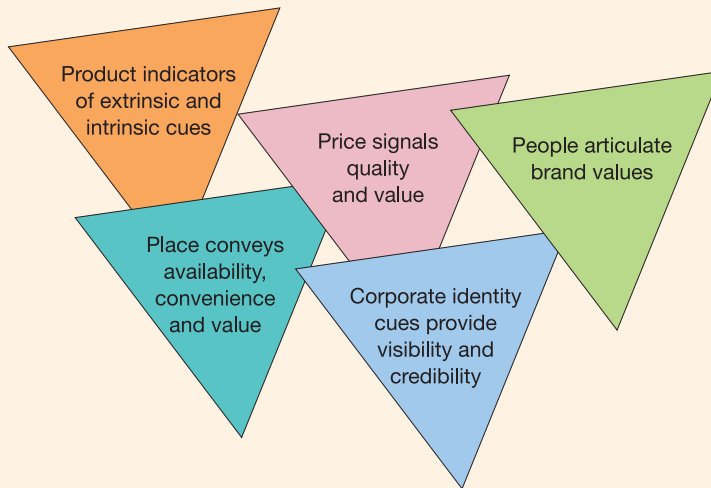 Product indicators
of extrinsic and
intrinsic cues
Price signals
quality
and value
People articulate
brand values
Place conveys
availability,
convenience
and value
Corporate identity
cues provide
visibility and
credibility